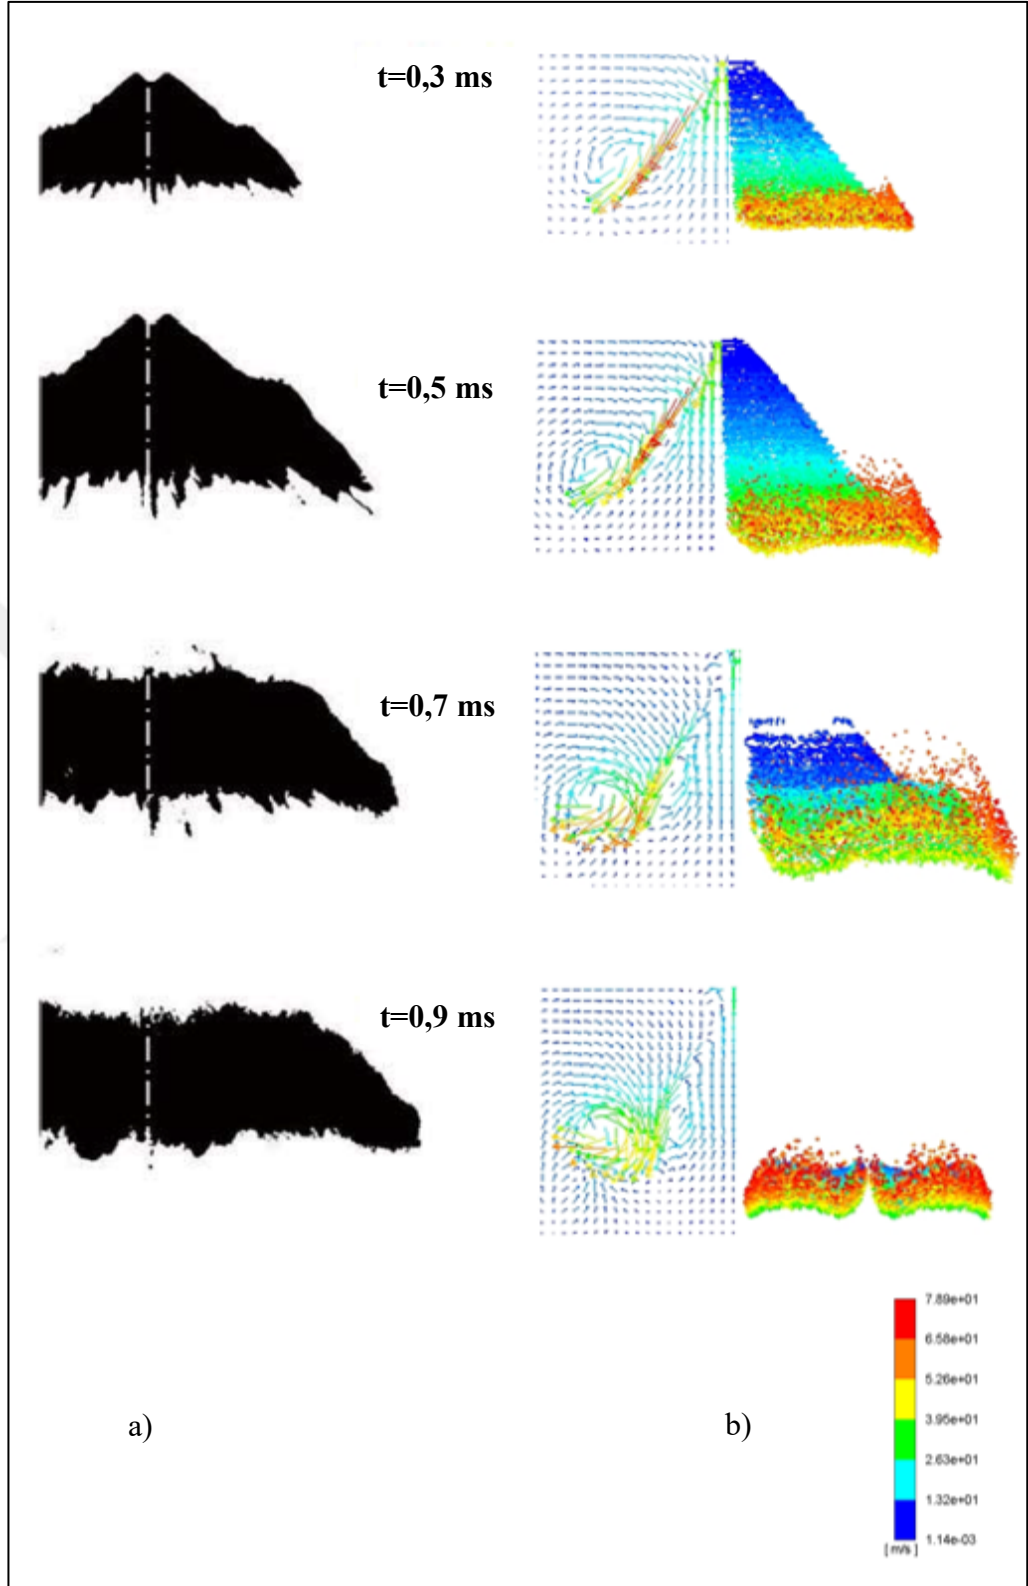 t=0,3 ms
t=0,5 ms
t=0,7 ms
t=0,9 ms
7.89e+01
6.58e+01
5.26e+01
3.95e+01
2.63e+01
1.32e+01
1.14e-03
[ m/s ]
a)
b)